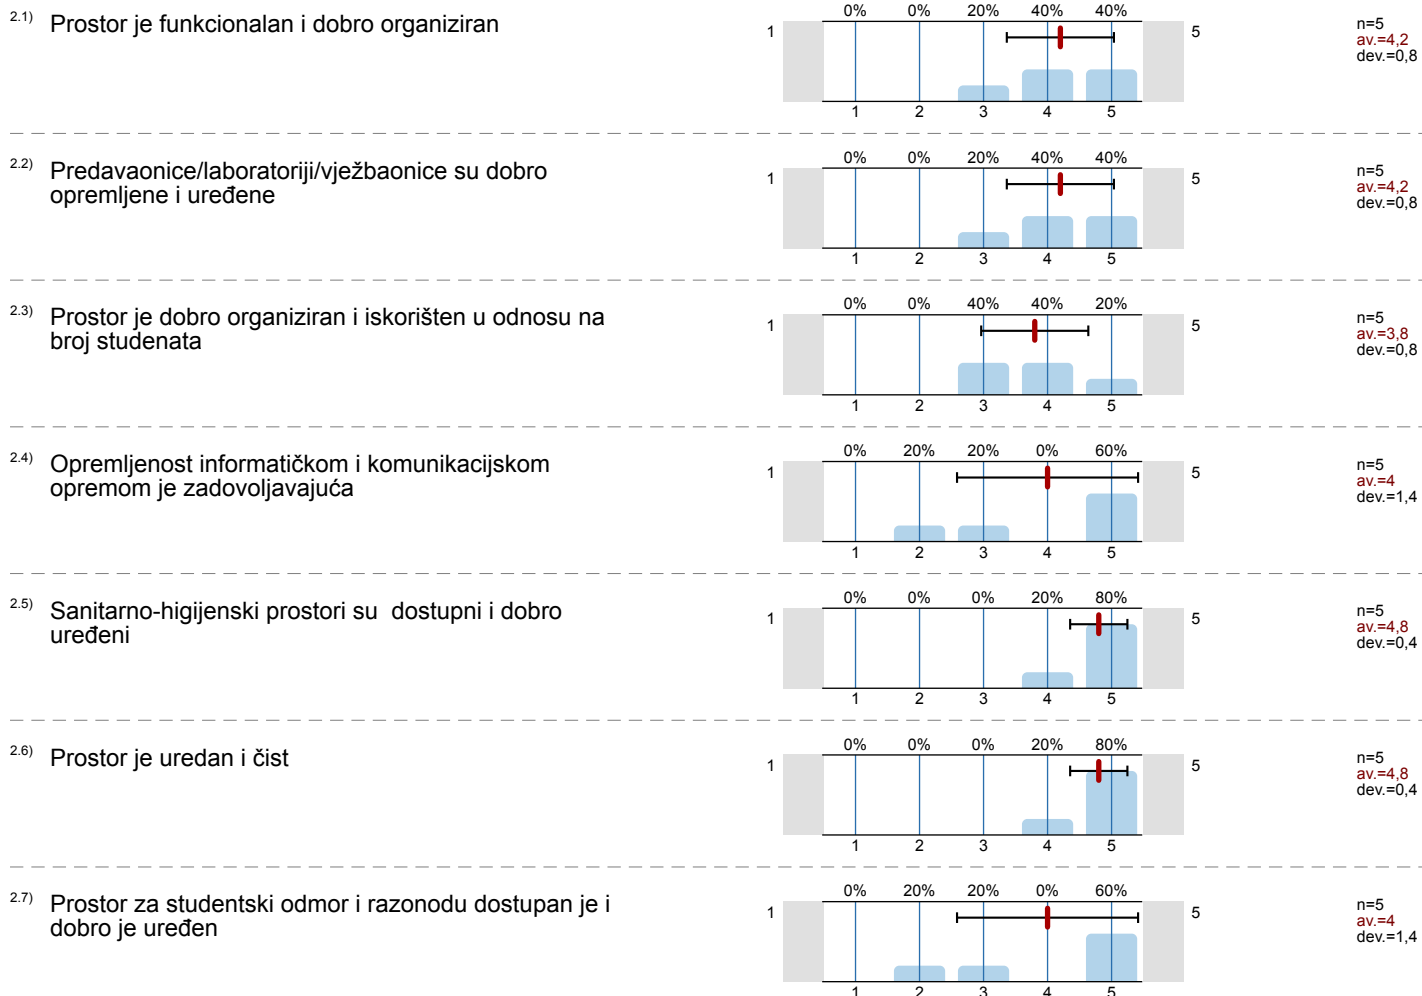 2.1) Prostor je funkcionalan i dobro organiziran
0% 0% 20% 40% 40%
1 5
1 2 3 4 5
n=5
av.=4,2
dev.=0,8
2.2) Predavaonice/laboratoriji/vježbaonice su dobro
opremljene i uređene
0% 0% 20% 40% 40%
1 5
1 2 3 4 5
n=5
av.=4,2
dev.=0,8
2.3) Prostor je dobro organiziran i iskorišten u odnosu na
broj studenata
0% 0% 40% 40% 20%
1 5
1 2 3 4 5
n=5
av.=3,8
dev.=0,8
2.4) Opremljenost informatičkom i komunikacijskom
opremom je zadovoljavajuća
0% 20% 20% 0% 60%
1 5
1 2 3 4 5
n=5
av.=4
dev.=1,4
2.5) Sanitarno-higijenski prostori su dostupni i dobro
uređeni
0% 0% 0% 20% 80%
1 5
1 2 3 4 5
n=5
av.=4,8
dev.=0,4
2.6) Prostor je uredan i čist
0% 0% 0% 20% 80%
1 5
1 2 3 4 5
n=5
av.=4,8
dev.=0,4
2.7) Prostor za studentski odmor i razonodu dostupan je i
dobro je uređen
0% 20% 20% 0% 60%
1 5
1 2 3 4 5
n=5
av.=4
dev.=1,4